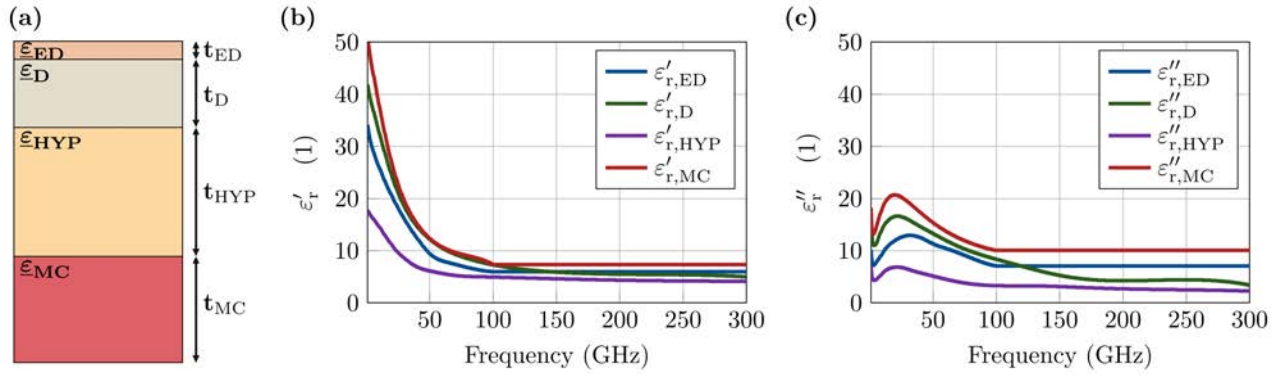 (a)
ε_ED
t_ED
ε_D
t_D
ε_HYP
t_HYP
ε_MC
t_MC
(b)
50
40
30
20
10
0
ε′_r (1)
50
100
150
200
250
300
Frequency (GHz)
ε′_r,ED
ε′_r,D
ε′_r,HYP
ε′_r,MC
(c)
50
40
30
20
10
0
ε″_r (1)
50
100
150
200
250
300
Frequency (GHz)
ε″_r,ED
ε″_r,D
ε″_r,HYP
ε″_r,MC